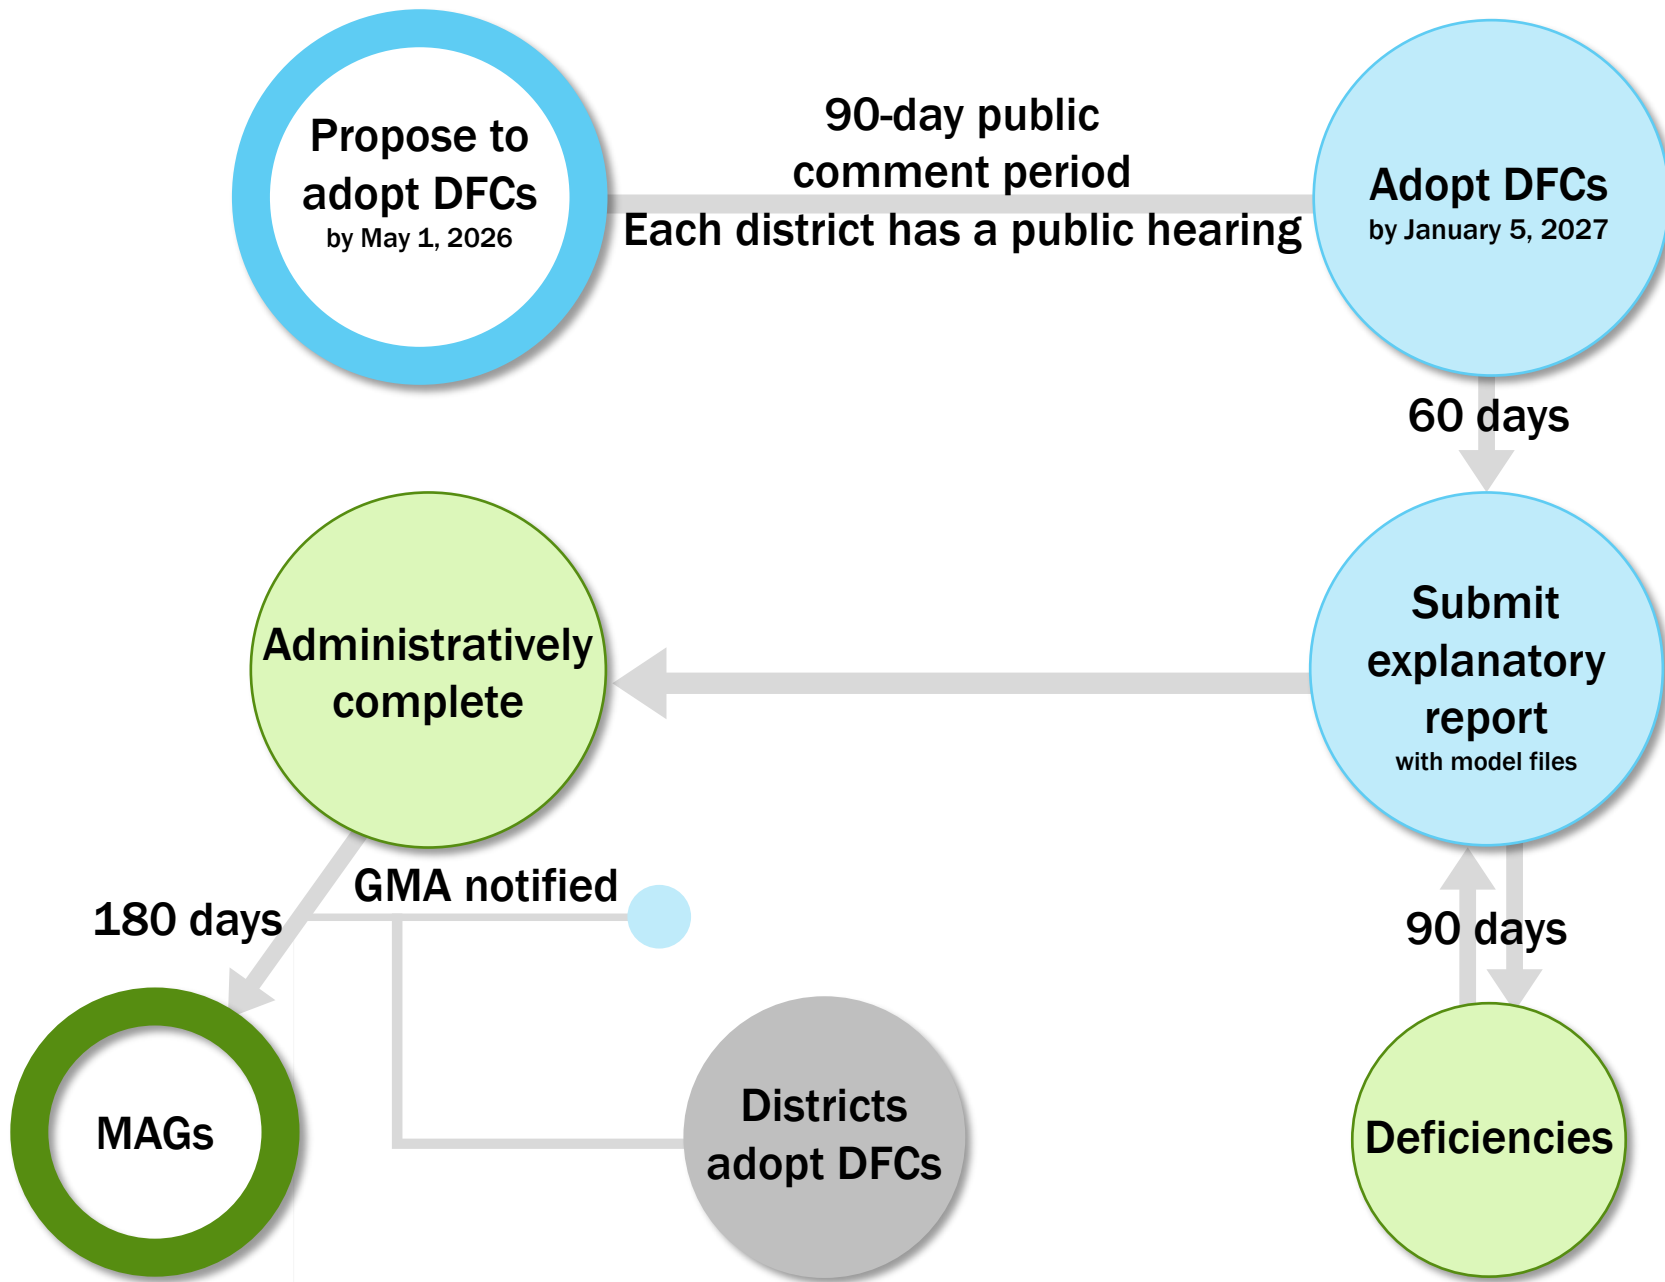 Propose to
adopt DFCs
by May 1, 2026
90-day public
comment period
Each district has a public hearing
Adopt DFCs
by January 5, 2027
60 days
Submit
explanatory
report
with model files
Administratively
complete
GMA notified
180 days
90 days
MAGs
Districts
adopt DFCs
Deficiencies